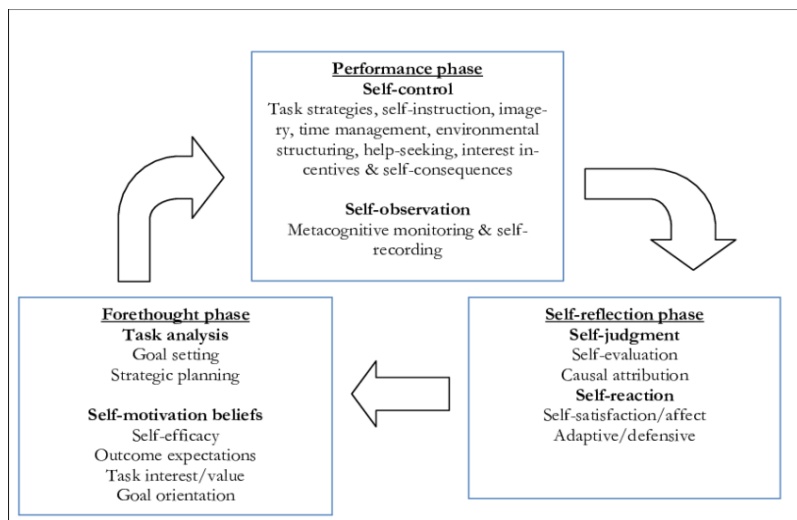 Performance phase
Self-control
Task strategies, self-instruction, image-
ry, time management, environmental
structuring, help-seeking, interest in-
centives & self-consequences
Self-observation
Metacognitive monitoring & self-
recording
Forethought phase
Task analysis
Goal setting
Strategic planning
Self-motivation beliefs
Self-efficacy
Outcome expectations
Task interest/value
Goal orientation
Self-reflection phase
Self-judgment
Self-evaluation
Causal attribution
Self-reaction
Self-satisfaction/affect
Adaptive/defensive